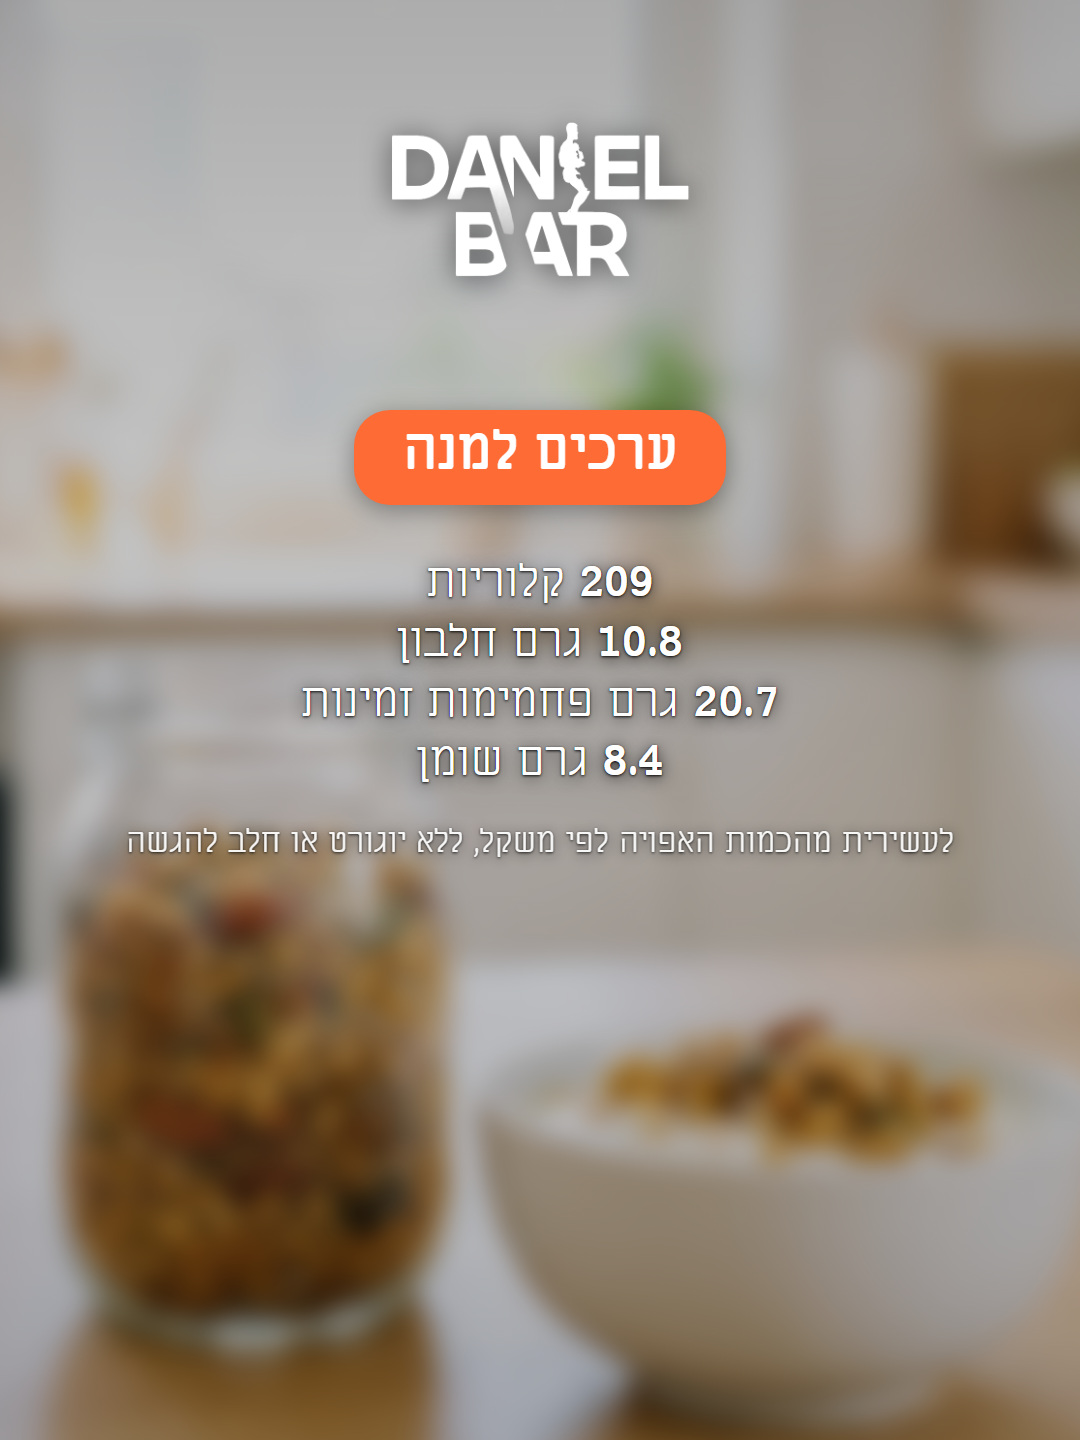 DANIEL
BAR
ערכים למנה
209 קלוריות
10.8 גרם חלבון
20.7 גרם פחמימות זמינות
8.4 גרם שומן
לעשירית מהכמות האפויה לפי משקל, ללא יוגורט או חלב להגשה